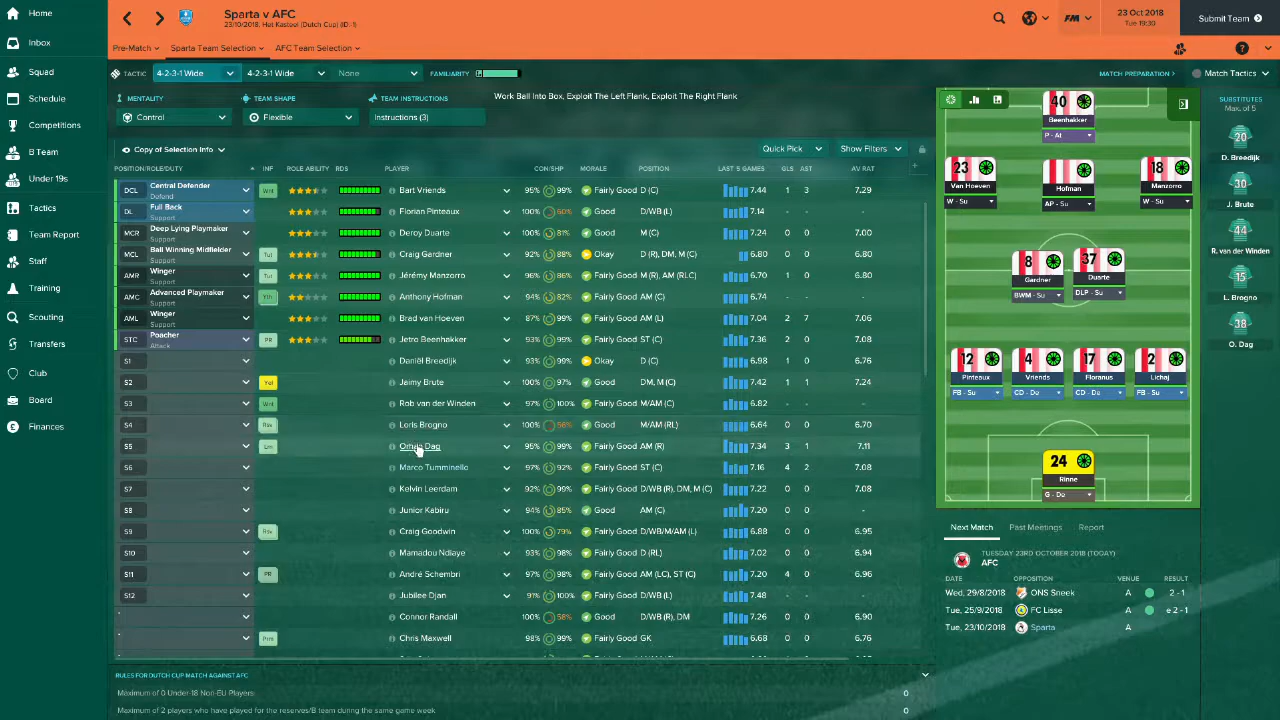 Home
Inbox
Squad
Schedule
Competitions
B Team
Under 19s
Tactics
Team Report
Staff
Training
Scouting
Transfers
Club
Board
Finances
Sparta v AFC
23/10/2018, Het Kasteel (Dutch Cup) (D:-1)
FM
23 Oct 2018
Tue 19:30
Submit Team
Pre-Match
Sparta Team Selection
AFC Team Selection
TACTIC
4-2-3-1 Wide
4-2-3-1 Wide
None
FAMILIARITY
MATCH PREPARATION >
Match Tactics
MENTALITY
TEAM SHAPE
TEAM INSTRUCTIONS
Control
Flexible
Instructions (3)
Work Ball Into Box, Exploit The Left Flank, Exploit The Right Flank
Copy of Selection Info
Quick Pick
Show Filters
POSITION/ROLE/DUTY INF ROLE ABILITY RDS PLAYER CON/SHP MORALE POSITION LAST 5 GAMES GLS AST AV RAT
DCL Central Defender Defend Wnt Bart Vriends 95% 99% Fairly Good D (C) 7.44 1 3 7.29
DL Full Back Support Florian Pinteaux 100% 60% Good D/WB (L) 7.14 - - -
MCR Deep Lying Playmaker Support Deroy Duarte 100% 81% Good M (C) 7.24 - - 7.00
MCL Ball Winning Midfielder Support Tut Craig Gardner 92% 88% Okay D (R), DM, M (C) 6.80 - - 6.80
AMR Winger Support Tut Jérémy Manzorro 96% 86% Fairly Good M (R), AM (RLC) 6.70 1 - 6.80
AMC Advanced Playmaker Support Yth Anthony Hofman 94% 82% Fairly Good AM (C) 6.74 - - -
AML Winger Support Brad van Hoeven 87% 99% Fairly Good AM (L) 7.04 2 7 7.06
STC Poacher Attack PR Jetro Beenhakker 93% 99% Fairly Good ST (C) 7.36 2 - 7.08
S1 Daniël Breedijk 93% 99% Okay D (C) 6.98 1 0 6.76
S2 Yel Jaimy Brute 100% 97% Good DM, M (C) 7.42 1 1 7.24
S3 Wnt Rob van der Winden 97% 100% Fairly Good M/AM (C) 6.82 - - -
S4 Loris Brogno 100% 56% Good M/AM (RL) 6.64 0 0 6.70
S5 Dag 95% 99% Fairly Good AM (R) 7.34 3 1 7.11
S6 Marco Tumminello 97% 92% Fairly Good ST (C) 7.16 4 2 7.08
S7 Kelvin Leerdam 92% 99% Fairly Good D/WB (R), DM, M (C) 7.22 0 0 7.08
S8 Junior Kabiru 94% 85% Good AM (C) 7.20 0 0 -
S9 Craig Goodwin 100% 79% Fairly Good D/WB/M/AM (L) 6.88 0 0 6.95
S10 Mamadou Ndiaye 93% 98% Fairly Good D (RL) 7.02 0 0 6.94
S11 PR André Schembri 97% 98% Fairly Good AM (LC), ST (C) 7.20 4 0 6.96
S12 Jubilee Djan 91% 100% Fairly Good D/WB (L) 7.48 - - -
- Connor Randall 100% 58% Good D/WB (R), DM 7.26 0 0 6.90
- Chris Maxwell 98% 99% Fairly Good GK 6.68 0 0 6.76
RULES FOR DUTCH CUP MATCH AGAINST AFC
Maximum of 0 Under-18 Non-EU Players: 0
Maximum of 2 players who have played for the reserves/B team during the same game week 0
40
Beenhakker
P - At
23
Van Hoeven
W - Su
Hofman
AP - Su
18
Manzorro
W - Su
8
Gardner
BWM - Su
37
Duarte
DLP - Su
12
Pinteaux
FB - Su
4
Vriends
CD - De
17
Floranus
CD - De
2
Lichaj
FB - Su
24
Rinne
G - De
SUBSTITUTES
Max. of 5
20
D. Breedijk
30
J. Brute
44
R. van der Winden
15
L. Brogno
38
O. Dag
Next Match
Past Meetings
Report
TUESDAY 23RD OCTOBER 2018 (TODAY)
AFC
DATE OPPOSITION VENUE RESULT
Wed, 29/8/2018 ONS Sneek A 2 - 1
Tue, 25/9/2018 FC Lisse A e 2 - 1
Tue, 23/10/2018 Sparta A